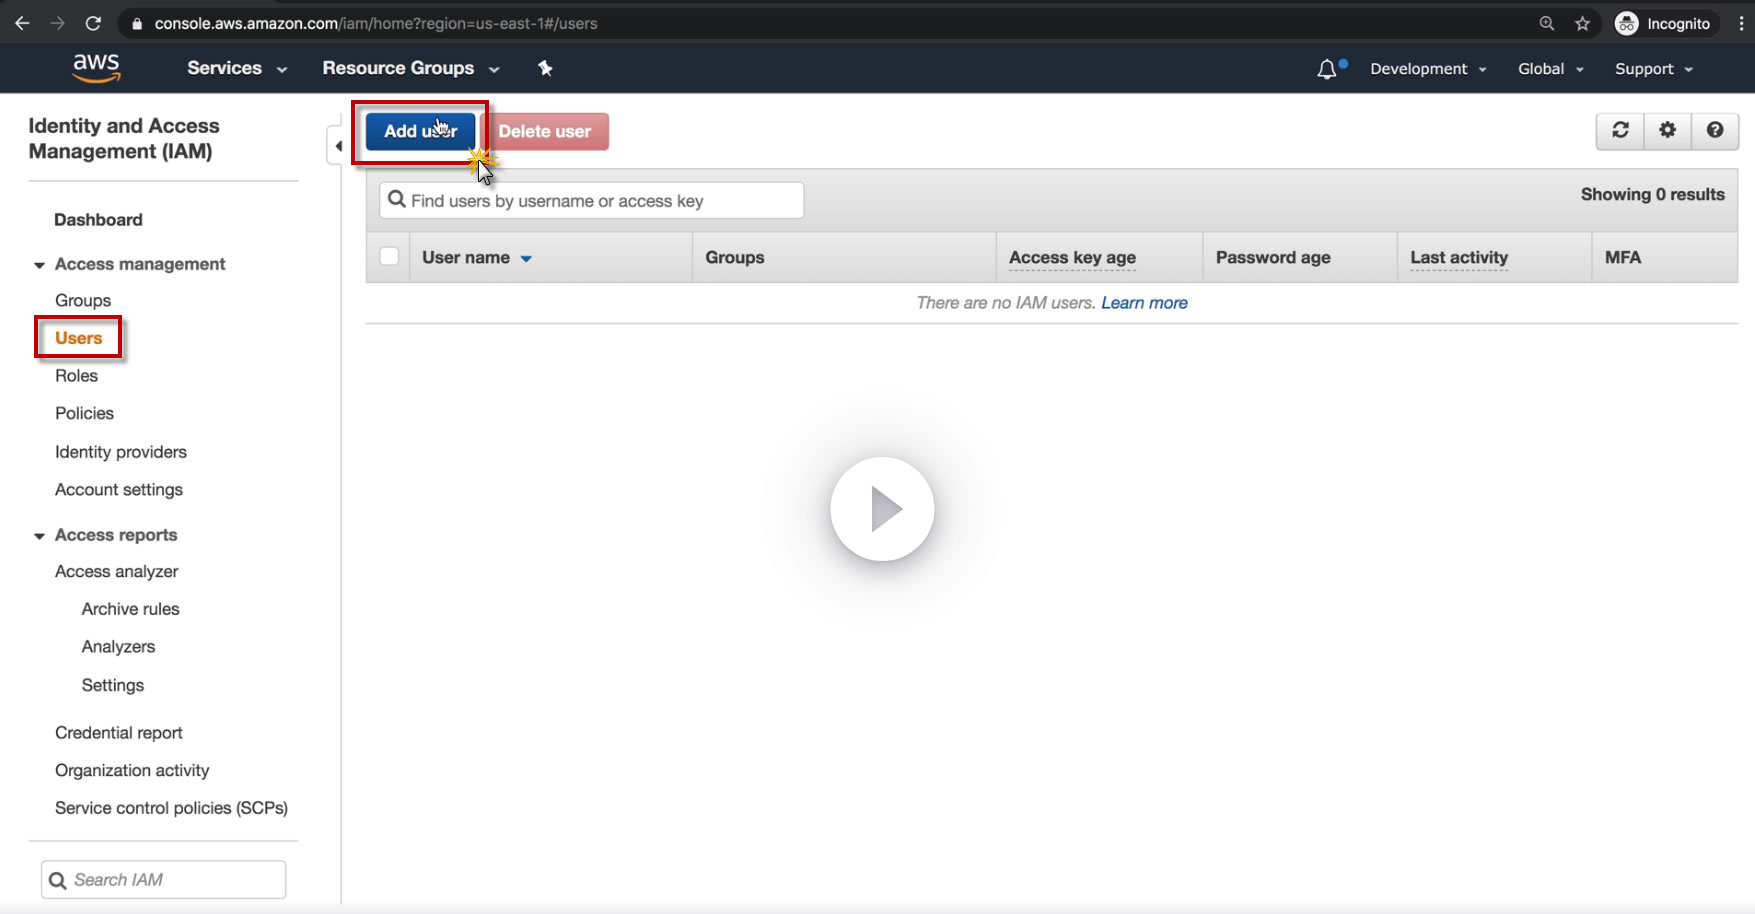 console.aws.amazon.com/iam/home?region=us-east-1#/users
Incognito
aws
Services
Resource Groups
Development
Global
Support
Identity and Access
Management (IAM)
Dashboard
Access management
Groups
Users
Roles
Policies
Identity providers
Account settings
Access reports
Access analyzer
Archive rules
Analyzers
Settings
Credential report
Organization activity
Service control policies (SCPs)
Search IAM
Add user
Delete user
Find users by username or access key
Showing 0 results
User name
Groups
Access key age
Password age
Last activity
MFA
There are no IAM users. Learn more